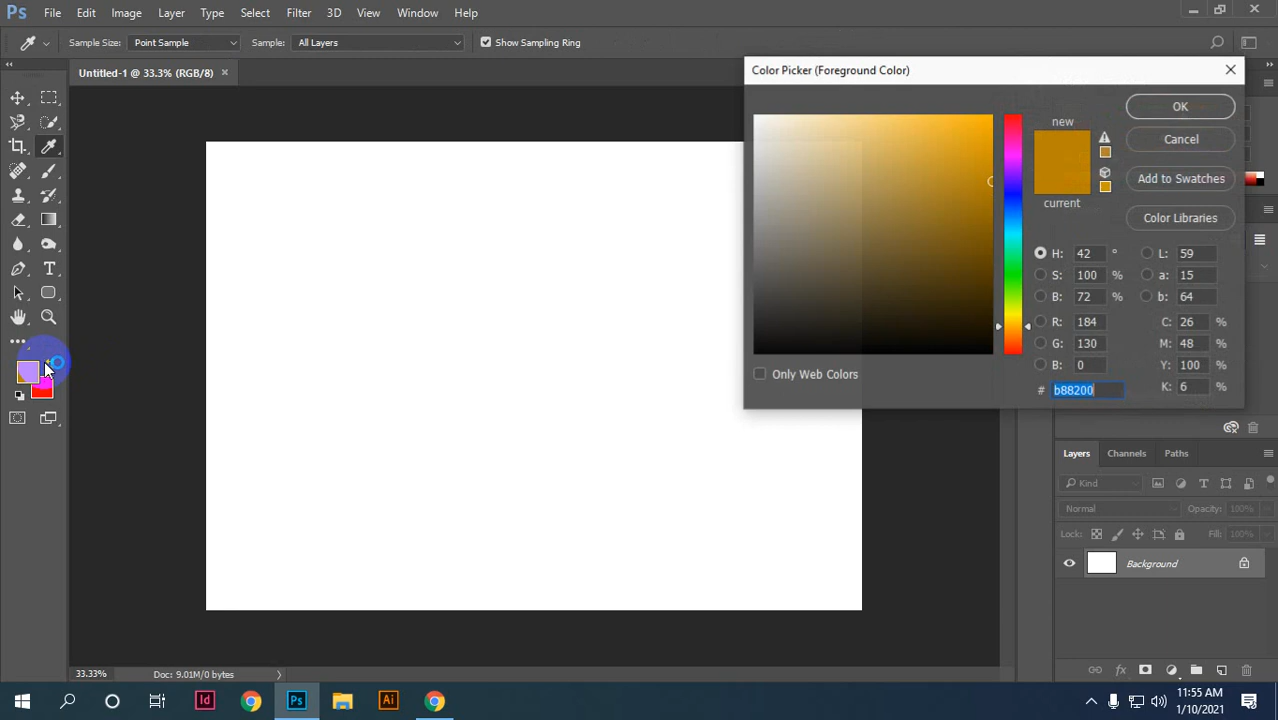 Ps File Edit Image Layer Type Select Filter 3D View Window Help
Sample Size: Point Sample Sample: All Layers Show Sampling Ring
Untitled-1 @ 33.3% (RGB/8)
Color Picker (Foreground Color)
new
current
OK
Cancel
Add to Swatches
Color Libraries
H: 42 ° L: 59
S: 100 % a: 15
B: 72 % b: 64
R: 184 C: 26 %
G: 130 M: 48 %
B: 0 Y: 100 %
# b88200 K: 6 %
Only Web Colors
Layers Channels Paths
Kind
Normal Opacity: 100%
Lock: Fill: 100%
Background
33.33% Doc: 9.01M/0 bytes
Id Ps Ai
11:55 AM
1/10/2021